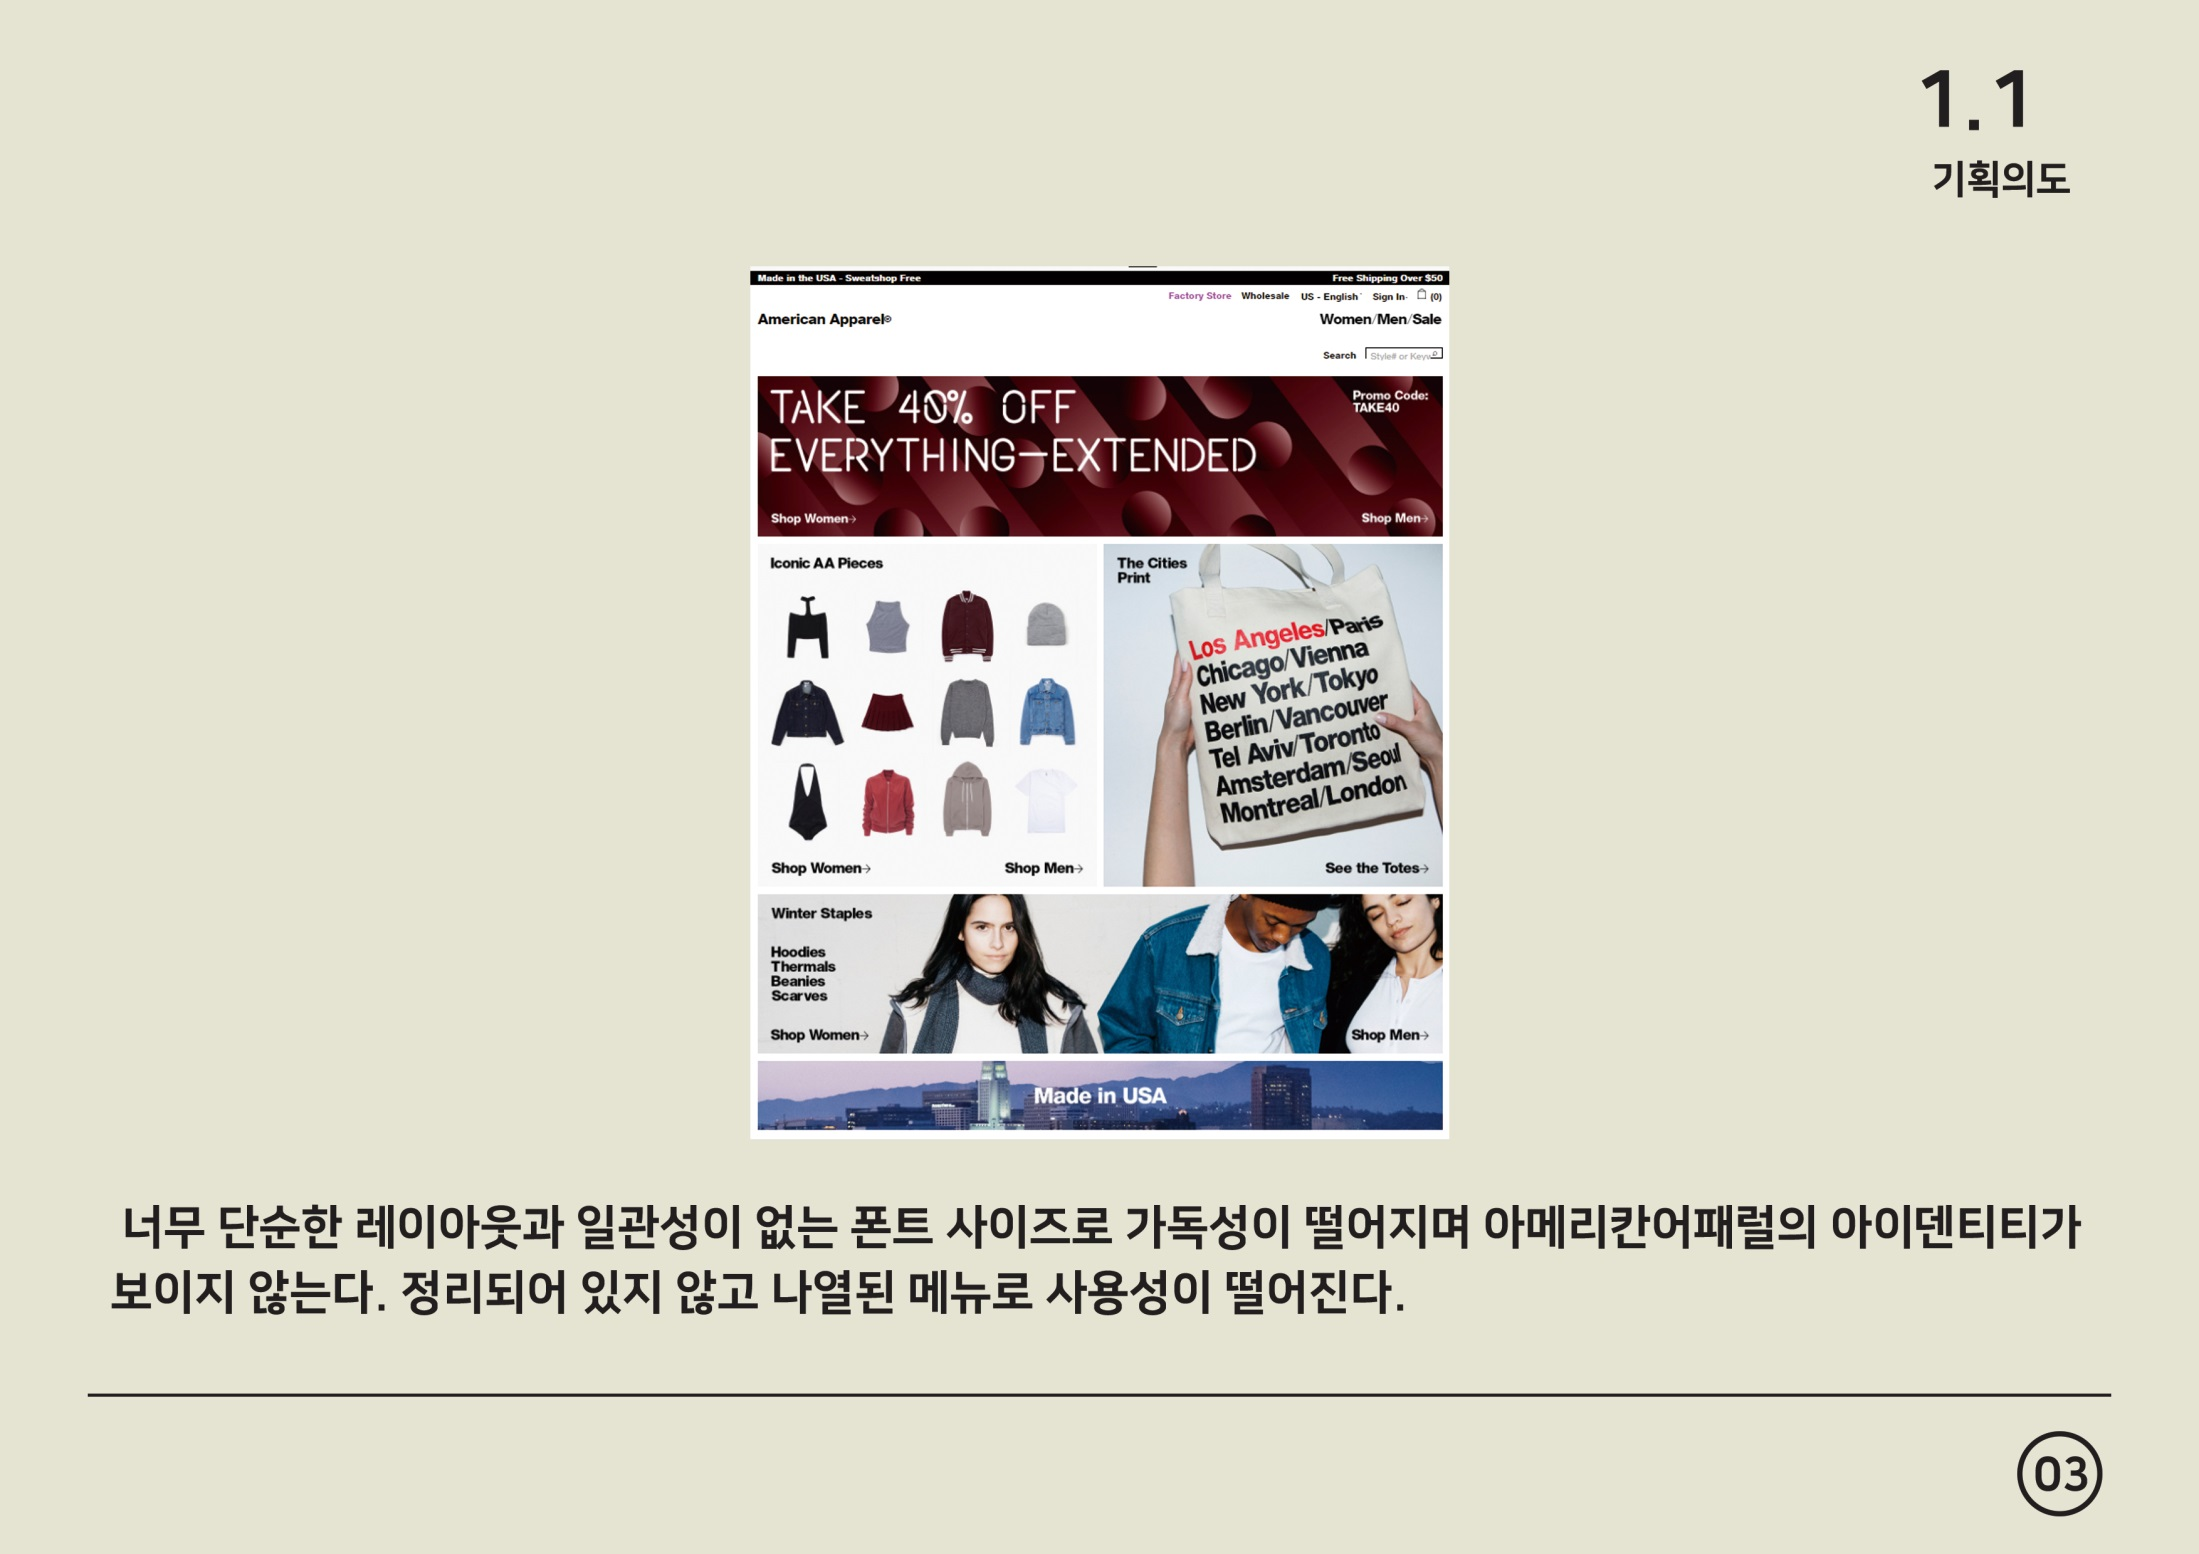 1.1
기획의도
Made in the USA - Sweatshop Free
Free Shipping Over $50
Factory Store Wholesale US - English Sign In (0)
American Apparel®
Women/Men/Sale
Search Style# or Keyw
TAKE 40% OFF
EVERYTHING—EXTENDED
Promo Code:
TAKE40
Shop Women→
Shop Men→
Iconic AA Pieces
Shop Women→
Shop Men→
The Cities
Print
Los Angeles/Paris
Chicago/Vienna
New York/Tokyo
Berlin/Vancouver
Tel Aviv/Toronto
Amsterdam/Seoul
Montreal/London
See the Totes→
Winter Staples
Hoodies
Thermals
Beanies
Scarves
Shop Women→
Shop Men→
Made in USA
너무 단순한 레이아웃과 일관성이 없는 폰트 사이즈로 가독성이 떨어지며 아메리칸어패럴의 아이덴티티가
보이지 않는다. 정리되어 있지 않고 나열된 메뉴로 사용성이 떨어진다.
03